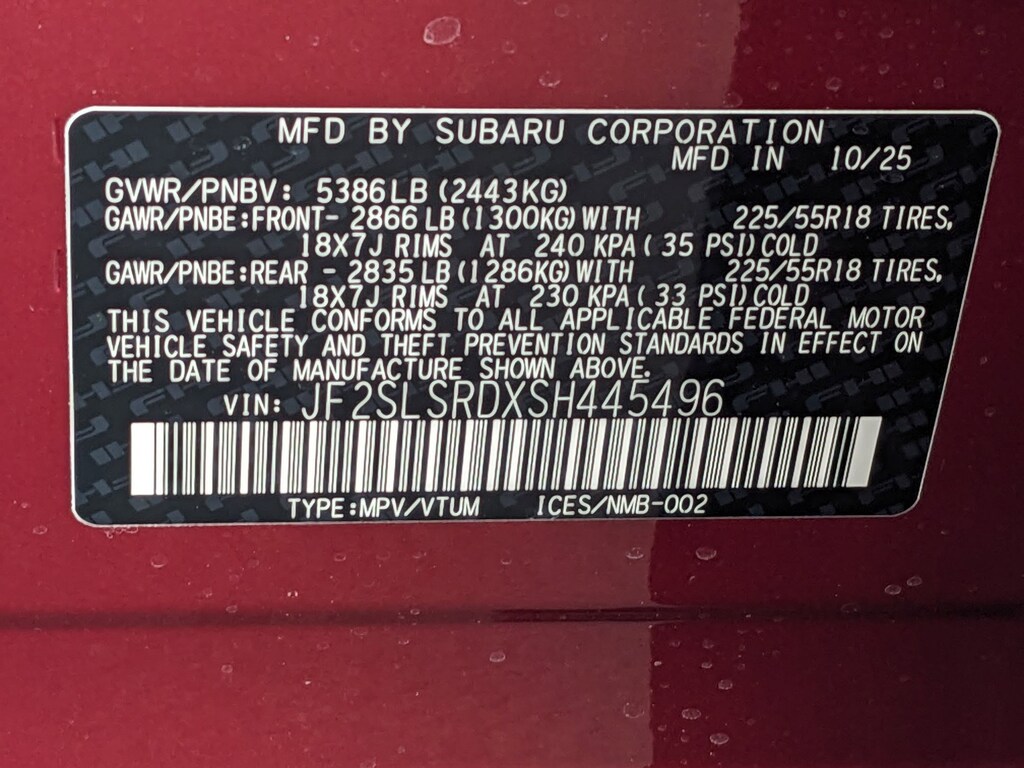 MFD BY SUBARU CORPORATION
MFD IN 10/25
GVWR/PNBV: 5386LB (2443KG)
GAWR/PNBE:FRONT- 2866 LB (1300KG) WITH 225/55R18 TIRES,
18X7J RIMS AT 240 KPA ( 35 PSI) COLD
GAWR/PNBE:REAR - 2835 LB (1286KG) WITH 225/55R18 TIRES,
18X7J RIMS AT 230 KPA ( 33 PSI) COLD
THIS VEHICLE CONFORMS TO ALL APPLICABLE FEDERAL MOTOR
VEHICLE SAFETY AND THEFT PREVENTION STANDARDS IN EFFECT ON
THE DATE OF MANUFACTURE SHOWN ABOVE.
VIN: JF2SLSRDXSH445496
TYPE:MPV/VTUM ICES/NMB-002